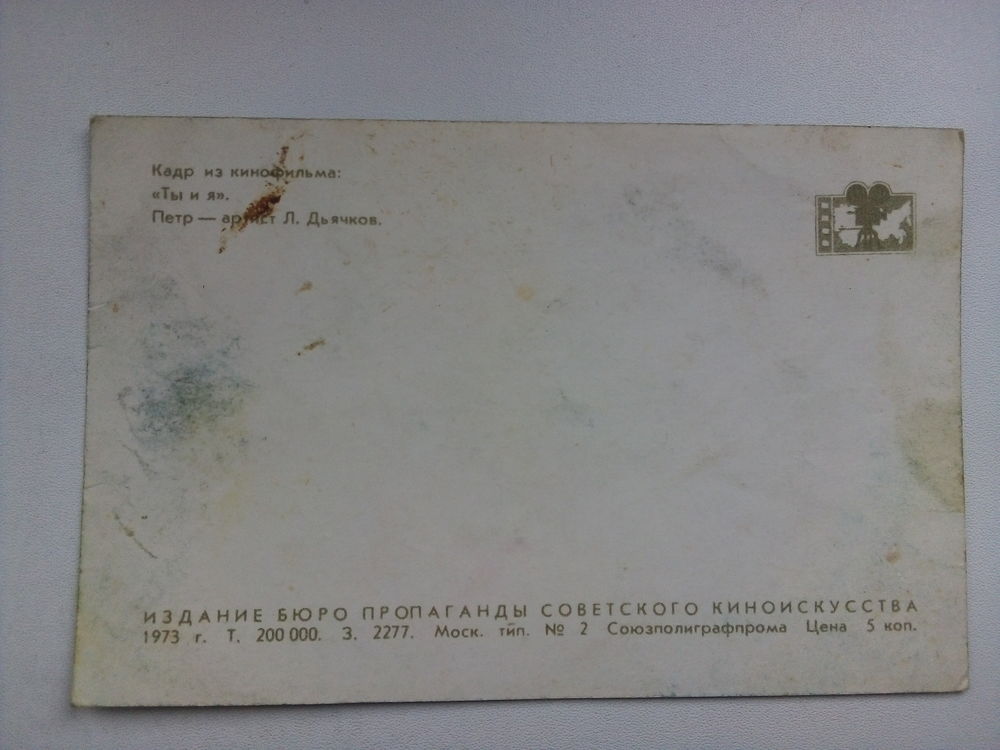 Кадр из кинофильма:
«Ты и я».
Петр — артист Л. Дьячков.
ИЗДАНИЕ БЮРО ПРОПАГАНДЫ СОВЕТСКОГО КИНОИСКУССТВА
1973 г. Т. 200 000. З. 2277. Моск. тип. № 2 Союзполиграфпрома Цена 5 коп.